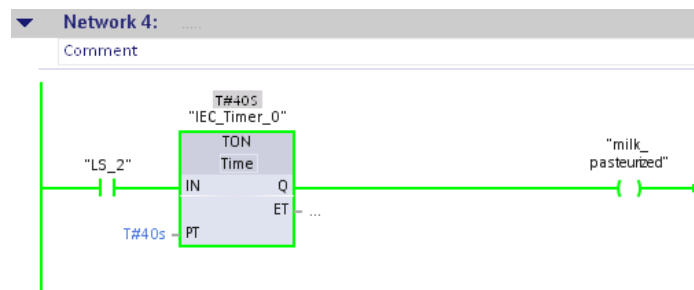 Network 4: .....
Comment
T#40S
"IEC_Timer_0"
TON
Time
"LS_2"
"milk_
pasteurized"
IN Q
ET ...
T#40s PT